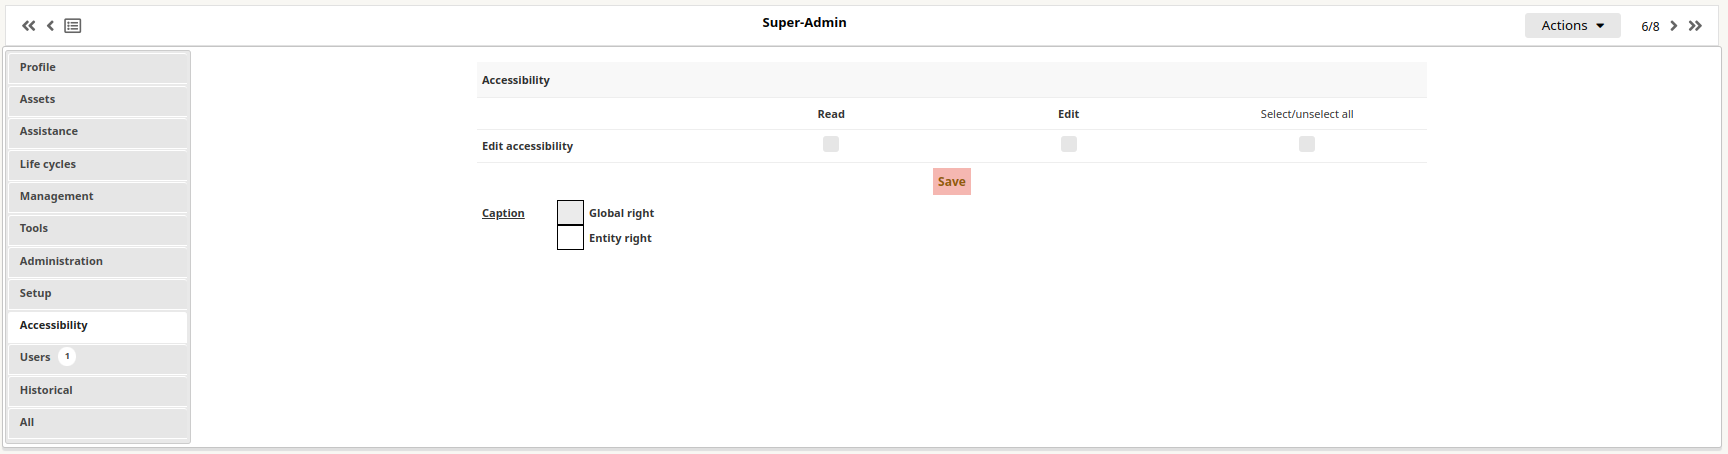 Super-Admin
Actions
6/8
Profile
Assets
Assistance
Life cycles
Management
Tools
Administration
Setup
Accessibility
Users 1
Historical
All
Accessibility
Read Edit Select/unselect all
Edit accessibility
Save
Caption Global right
Entity right